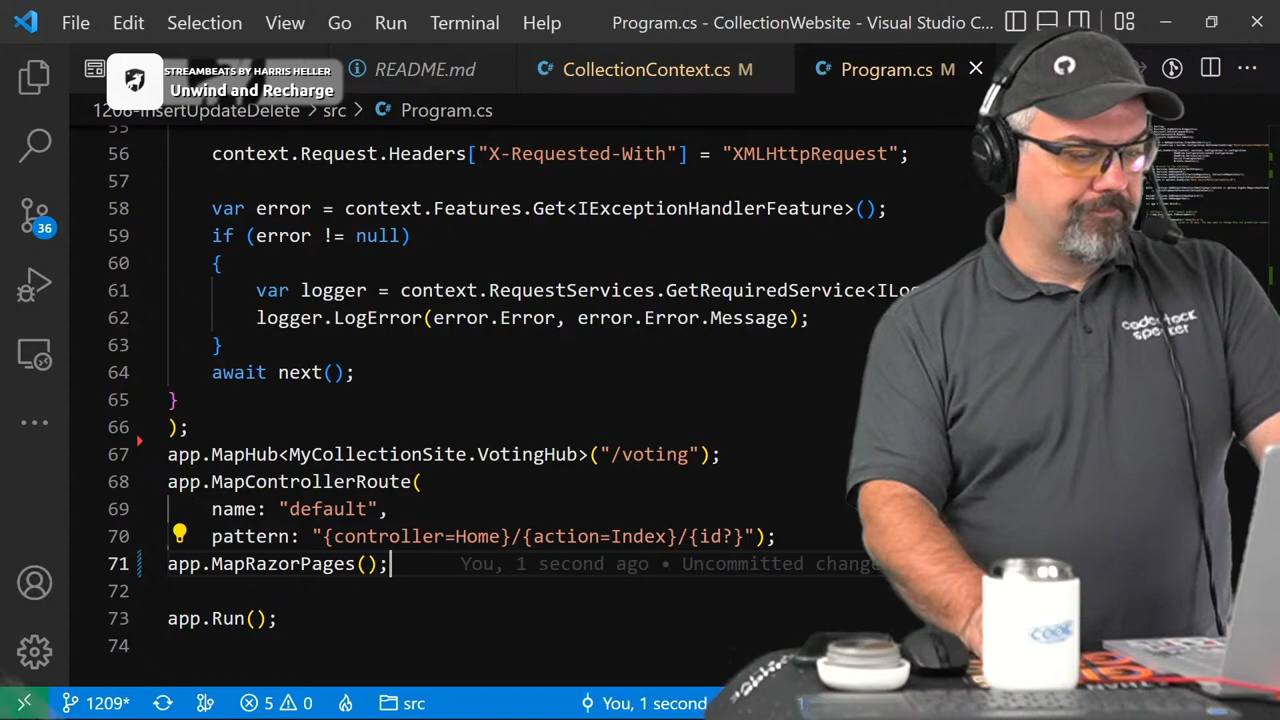 File Edit Selection View Go Run Terminal Help Program.cs - CollectionWebsite - Visual Studio C...
STREAMBEATS BY HARRIS HELLER
Unwind and Recharge
README.md CollectionContext.cs M Program.cs M
1208-InsertUpdateDelete > src > Program.cs
55
56 context.Request.Headers["X-Requested-With"] = "XMLHttpRequest";
57
58 var error = context.Features.Get<IExceptionHandlerFeature>();
59 if (error != null)
60 {
61 var logger = context.RequestServices.GetRequiredService<ILo
62 logger.LogError(error.Error, error.Error.Message);
63 }
64 await next();
65 }
66 );
67 app.MapHub<MyCollectionSite.VotingHub>("/voting");
68 app.MapControllerRoute(
69 name: "default",
70 pattern: "{controller=Home}/{action=Index}/{id?}");
71 app.MapRazorPages(); You, 1 second ago • Uncommitted change
72
73 app.Run();
74
36
codestock
speaker
1209* 5 0 src You, 1 second